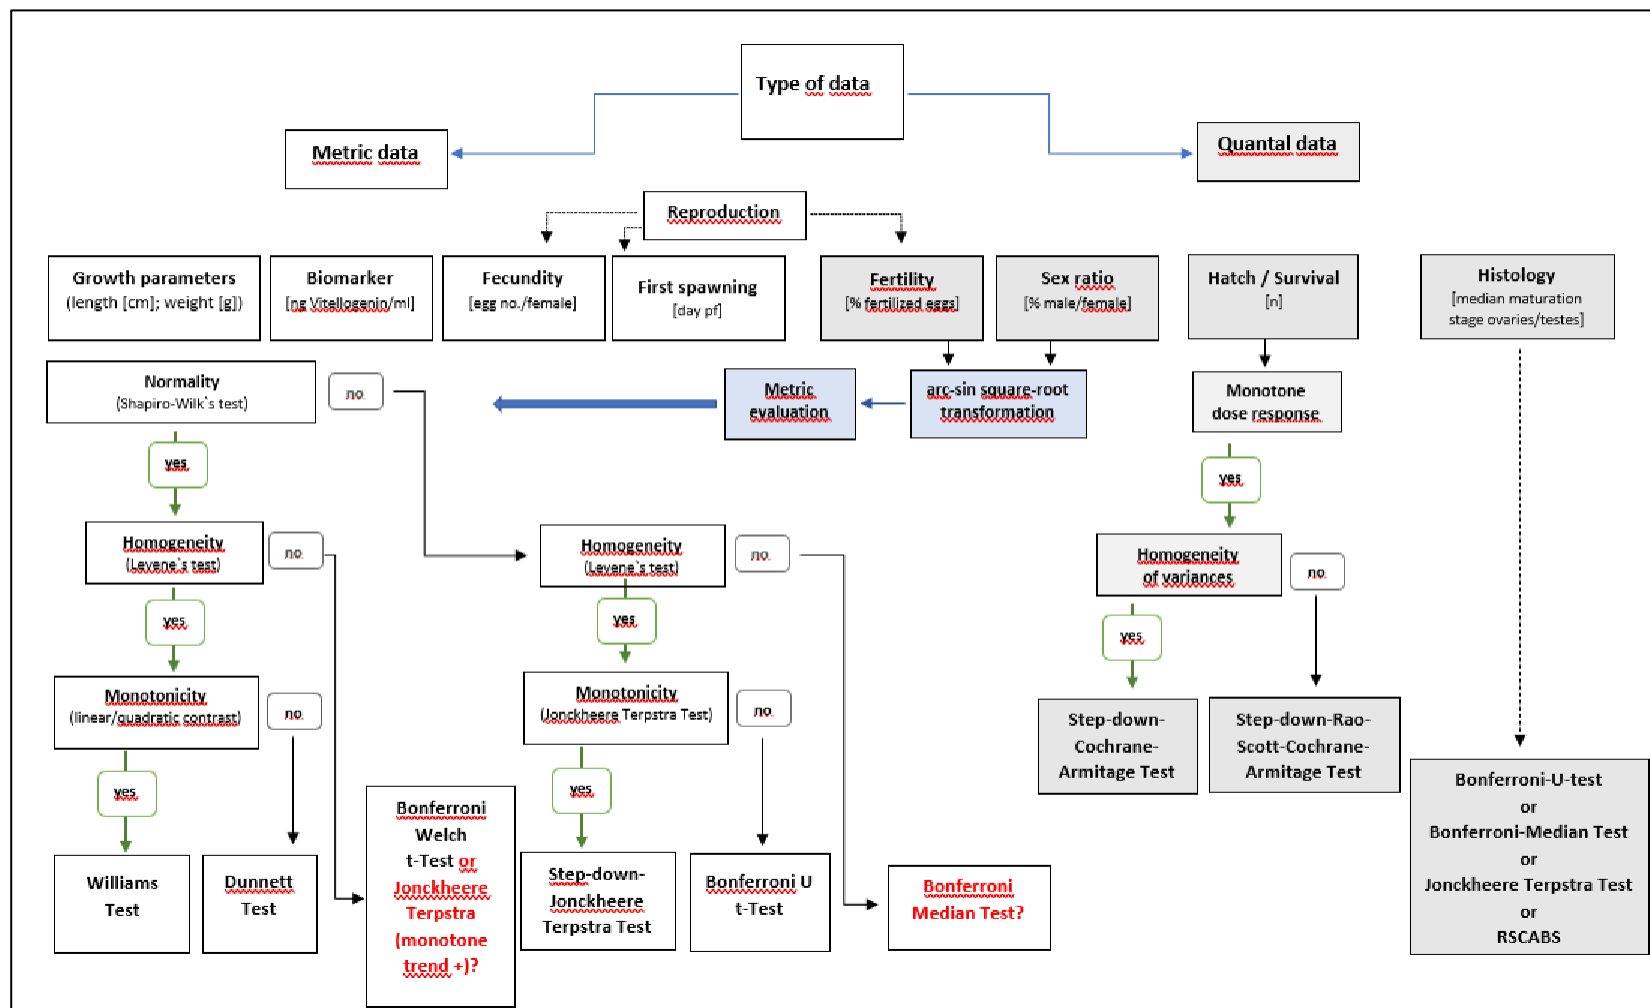 Type of data
Metric data
Quantal data
Reproduction
Growth parameters
(length [cm]; weight [g])
Biomarker
[ng Vitellogenin/ml]
Fecundity
[egg no./female]
First spawning
[day pf]
Fertility
[% fertilized eggs]
Sex ratio
[% male/female]
Hatch / Survival
[n]
Histology
[median maturation
stage ovaries/testes]
Normality
(Shapiro-Wilk`s test)
no
Metric
evaluation
arc-sin square-root
transformation
Monotone
dose response
yes
yes
Homogeneity
(Levene`s test)
no
Homogeneity
(Levene`s test)
no
Homogeneity
of variances
no
yes
yes
yes
Monotonicity
(linear/quadratic contrast)
no
Monotonicity
(Jonckheere Terpstra Test)
no
Step-down-
Cochrane-
Armitage Test
Step-down-Rao-
Scott-Cochrane-
Armitage Test
yes
yes
Williams
Test
Dunnett
Test
Bonferroni
Welch
t-Test or
Jonckheere
Terpstra
(monotone
trend +)?
Step-down-
Jonckheere
Terpstra Test
Bonferroni U
t-Test
Bonferroni
Median Test?
Bonferroni-U-test
or
Bonferroni-Median Test
or
Jonckheere Terpstra Test
or
RSCABS